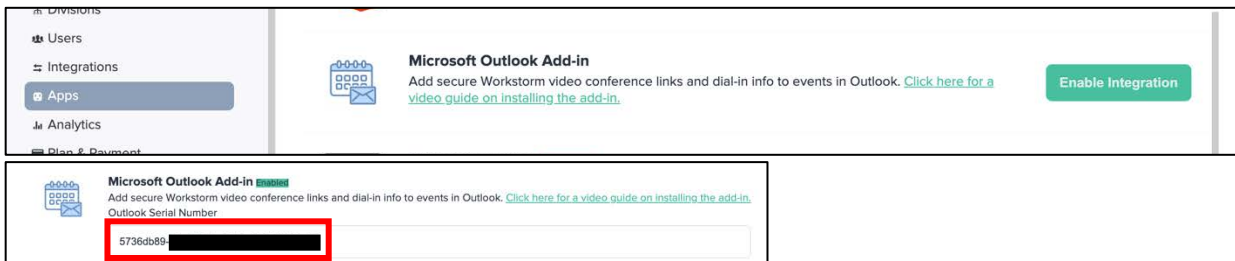 Divisions
Users
Integrations
Apps
Analytics
Plan & Payment
Microsoft Outlook Add-in
Add secure Workstorm video conference links and dial-in info to events in Outlook. Click here for a
video guide on installing the add-in.
Enable Integration
Microsoft Outlook Add-in Enabled
Add secure Workstorm video conference links and dial-in info to events in Outlook. Click here for a video guide on installing the add-in.
Outlook Serial Number
5736db89-